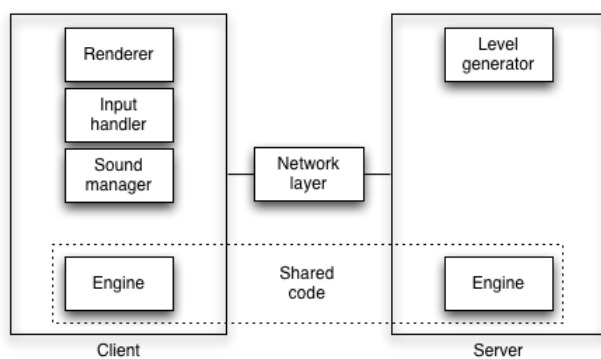 Renderer
Input
handler
Sound
manager
Engine
Client
Network
layer
Shared
code
Level
generator
Engine
Server